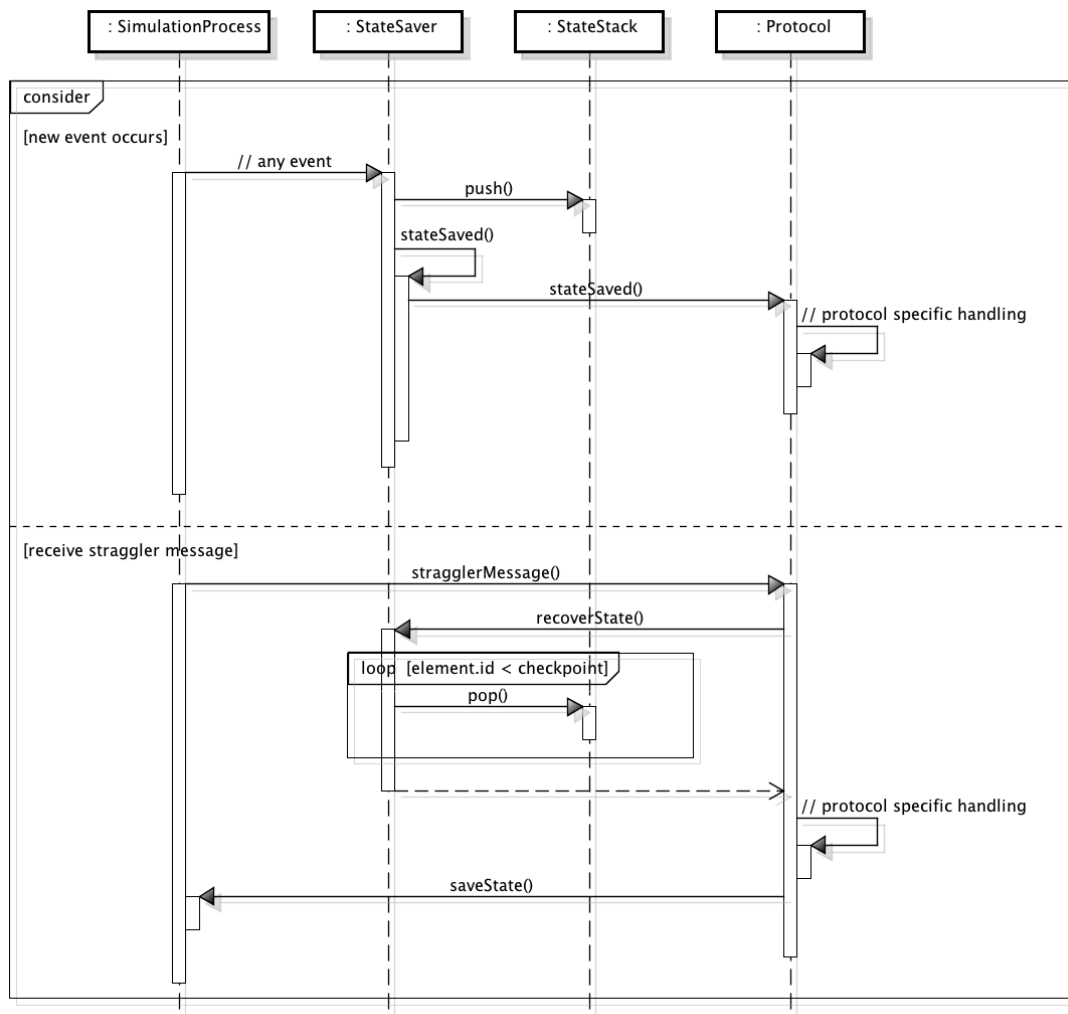 : SimulationProcess
: StateSaver
: StateStack
: Protocol
consider
[new event occurs]
// any event
push()
stateSaved()
stateSaved()
// protocol specific handling
[receive straggler message]
stragglerMessage()
recoverState()
loop [element.id < checkpoint]
pop()
// protocol specific handling
saveState()